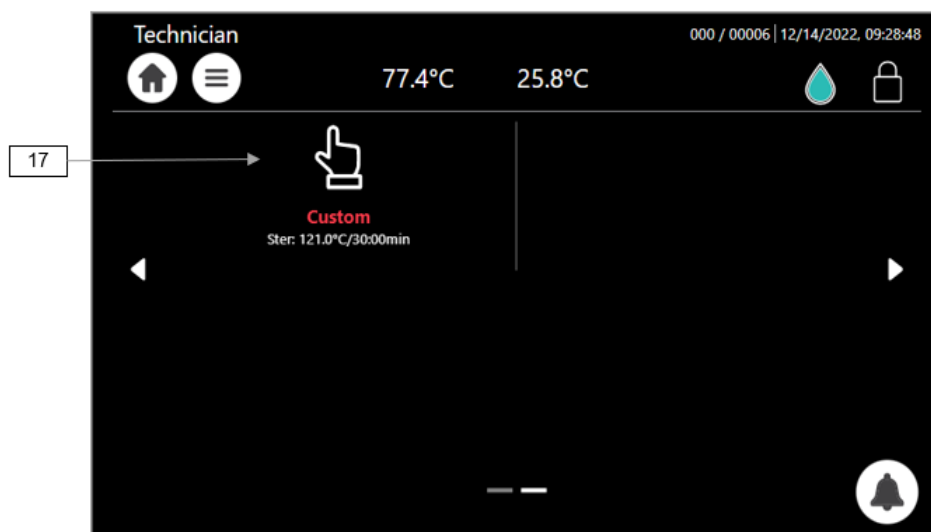 Technician
000 / 00006 | 12/14/2022, 09:28:48
77.4°C 25.8°C
17
Custom
Ster: 121.0°C/30:00min